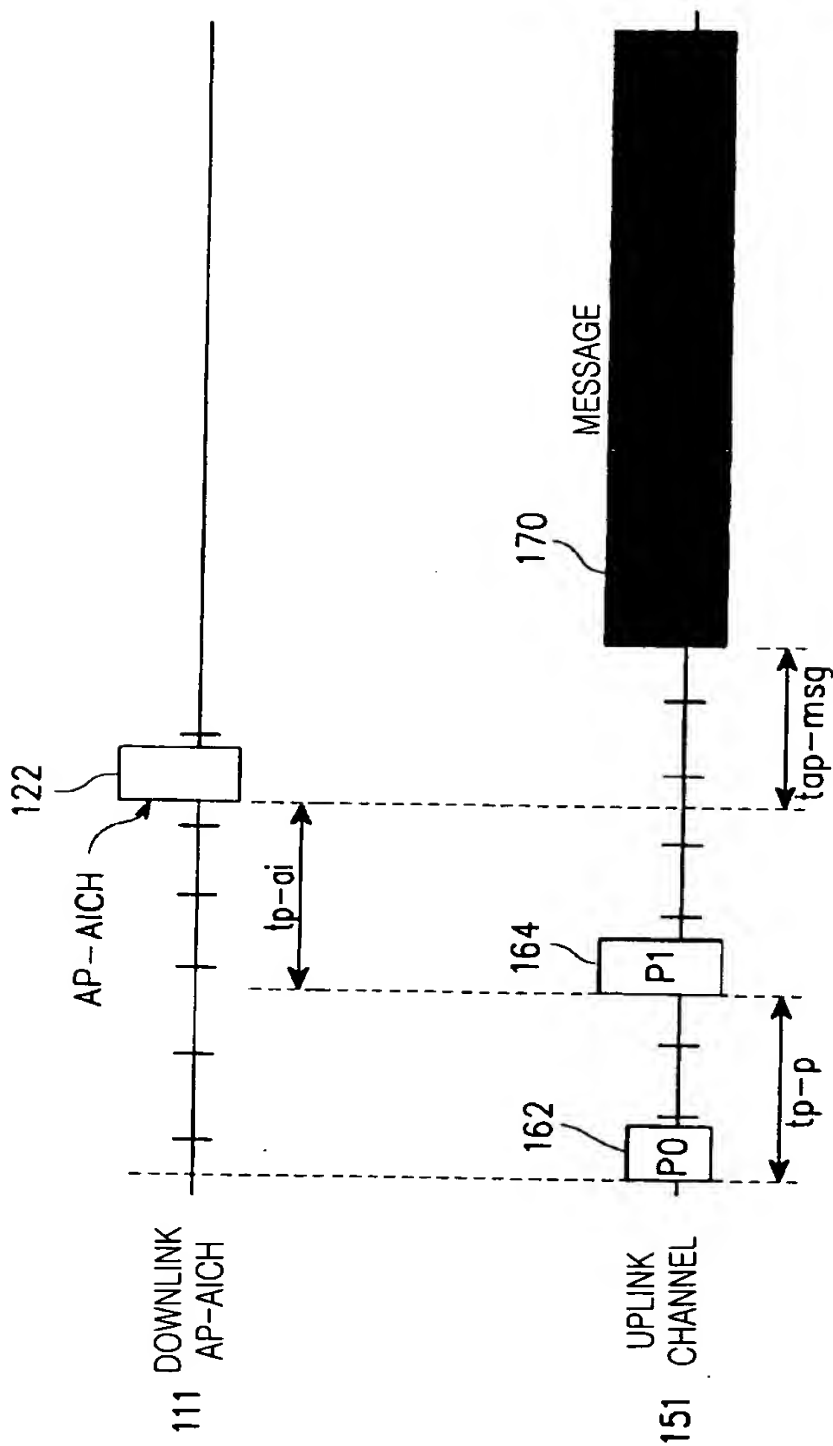 111 DOWNLINK
AP-AICH
AP-AICH
122
tp-ai
151 UPLINK
CHANNEL
162
P0
164
P1
170
MESSAGE
tp-p
tap-msg